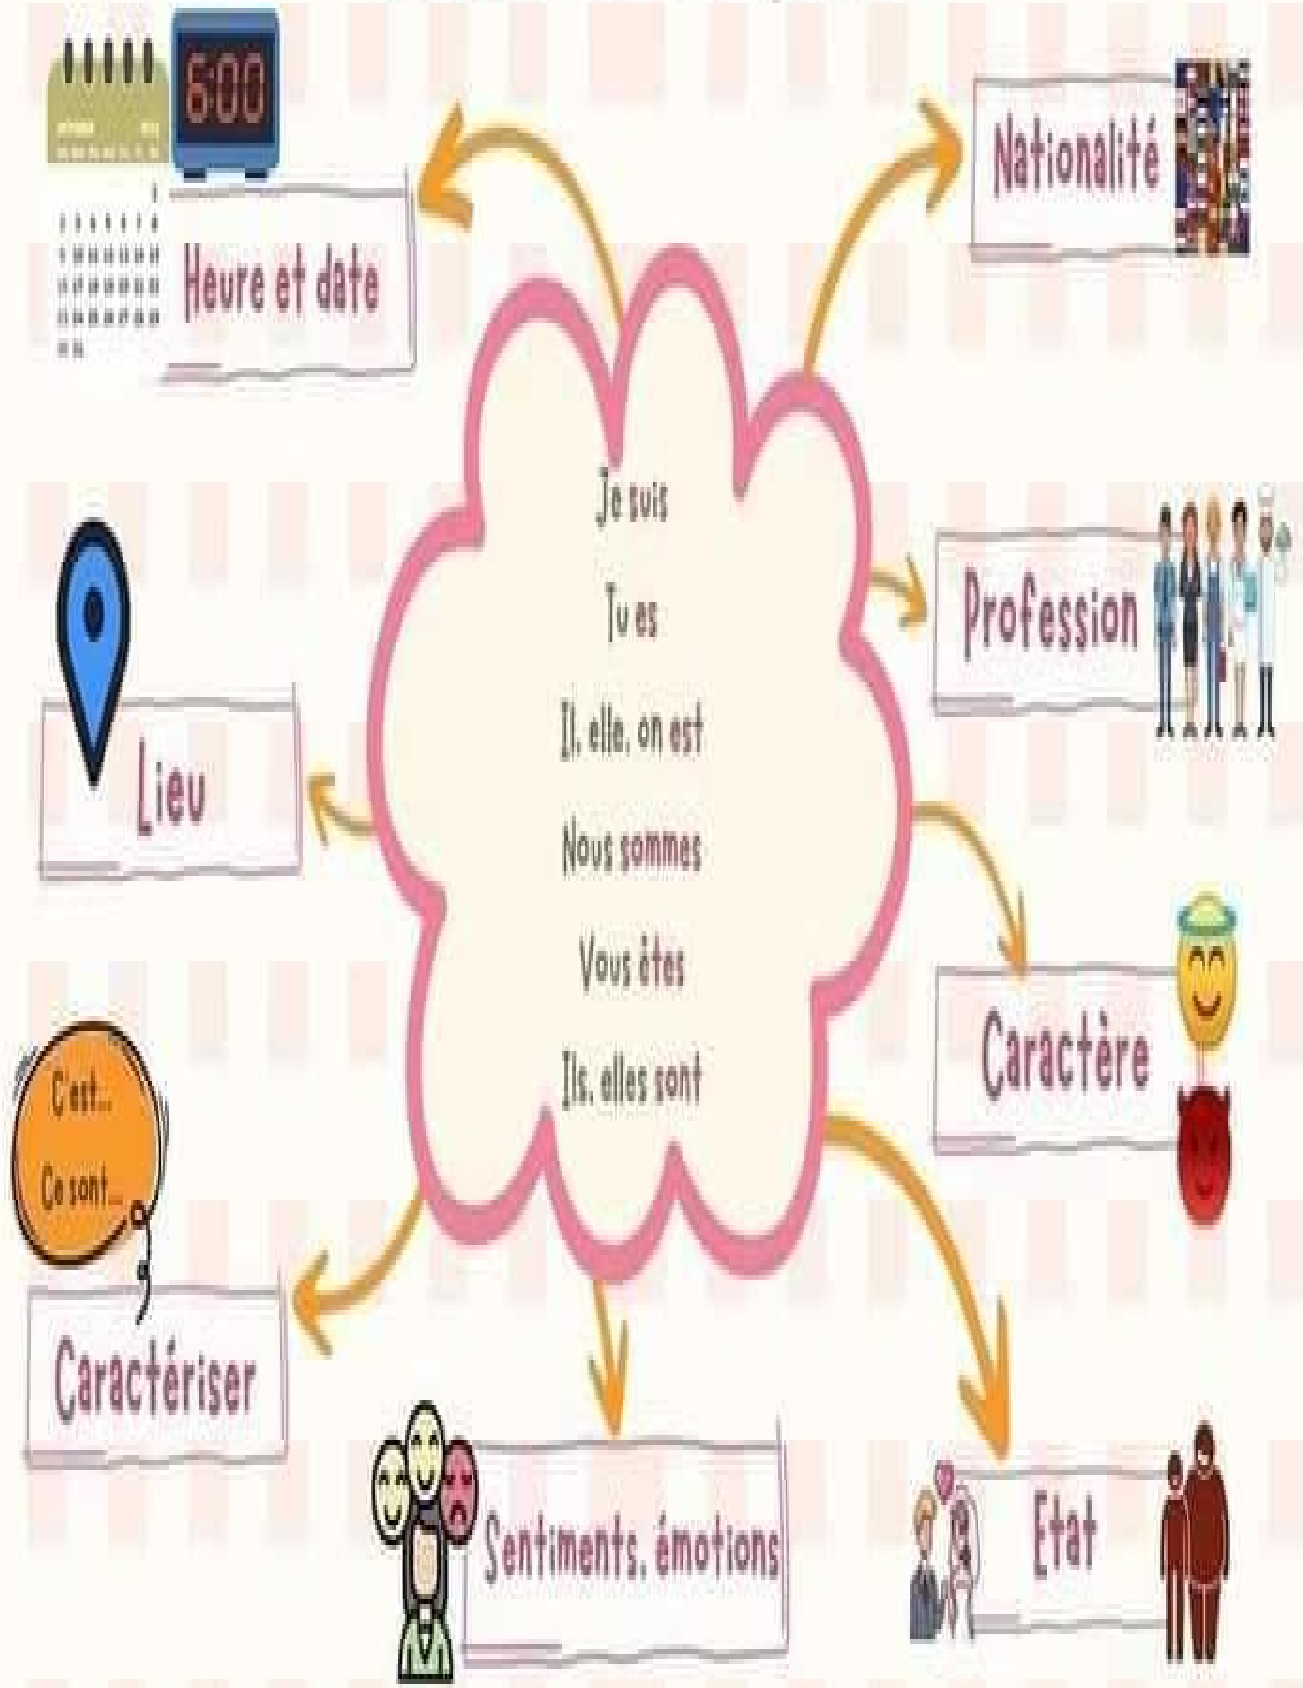 6:00
Heure et date
Nationalité
Je suis
Tu es
Il, elle, on est
Nous sommes
Vous êtes
Ils, elles sont
Profession
Lieu
Caractère
C'est...
Ce sont...
Caractériser
Sentiments, émotions
Etat